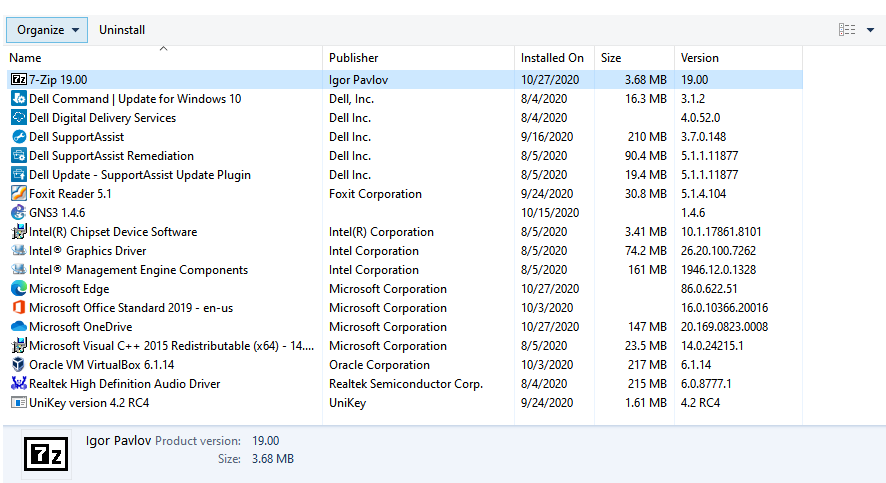 Organize Uninstall
Name Publisher Installed On Size Version
7-Zip 19.00 Igor Pavlov 10/27/2020 3.68 MB 19.00
Dell Command | Update for Windows 10 Dell, Inc. 8/4/2020 16.3 MB 3.1.2
Dell Digital Delivery Services Dell Inc. 8/4/2020 4.0.52.0
Dell SupportAssist Dell Inc. 9/16/2020 210 MB 3.7.0.148
Dell SupportAssist Remediation Dell Inc. 8/5/2020 90.4 MB 5.1.1.11877
Dell Update - SupportAssist Update Plugin Dell Inc. 8/5/2020 19.4 MB 5.1.1.11877
Foxit Reader 5.1 Foxit Corporation 9/24/2020 30.8 MB 5.1.4.104
GNS3 1.4.6 10/15/2020 1.4.6
Intel(R) Chipset Device Software Intel(R) Corporation 8/5/2020 3.41 MB 10.1.17861.8101
Intel® Graphics Driver Intel Corporation 8/5/2020 74.2 MB 26.20.100.7262
Intel® Management Engine Components Intel Corporation 8/5/2020 161 MB 1946.12.0.1328
Microsoft Edge Microsoft Corporation 10/27/2020 86.0.622.51
Microsoft Office Standard 2019 - en-us Microsoft Corporation 10/3/2020 16.0.10366.20016
Microsoft OneDrive Microsoft Corporation 10/27/2020 147 MB 20.169.0823.0008
Microsoft Visual C++ 2015 Redistributable (x64) - 14.... Microsoft Corporation 8/5/2020 23.5 MB 14.0.24215.1
Oracle VM VirtualBox 6.1.14 Oracle Corporation 10/3/2020 217 MB 6.1.14
Realtek High Definition Audio Driver Realtek Semiconductor Corp. 8/4/2020 215 MB 6.0.8777.1
UniKey version 4.2 RC4 UniKey 9/24/2020 1.61 MB 4.2 RC4
7z Igor Pavlov Product version: 19.00
Size: 3.68 MB